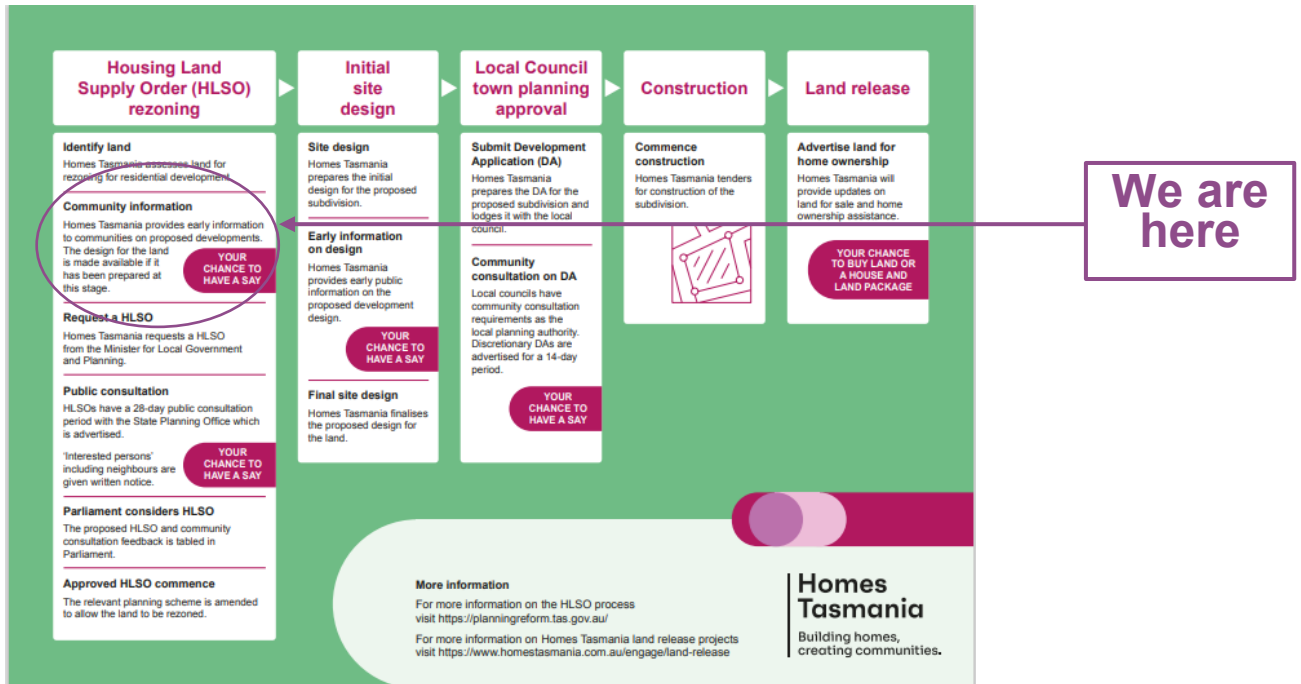 Housing Land
Supply Order (HLSO)
rezoning
Identify land
Homes Tasmania assesses land for
rezoning for residential development.
Community information
Homes Tasmania provides early information
to communities on proposed developments.
The design for the land
is made available if it
has been prepared at
this stage.
YOUR
CHANCE TO
HAVE A SAY
Request a HLSO
Homes Tasmania requests a HLSO
from the Minister for Local Government
and Planning.
Public consultation
HLSOs have a 28-day public consultation
period with the State Planning Office which
is advertised.
‘Interested persons’
including neighbours are
given written notice.
YOUR
CHANCE TO
HAVE A SAY
Parliament considers HLSO
The proposed HLSO and community
consultation feedback is tabled in
Parliament.
Approved HLSO commence
The relevant planning scheme is amended
to allow the land to be rezoned.
Initial
site
design
Site design
Homes Tasmania
prepares the initial
design for the proposed
subdivision.
Early information
on design
Homes Tasmania
provides early public
information on the
proposed development
design.
YOUR
CHANCE TO
HAVE A SAY
Final site design
Homes Tasmania finalises
the proposed design for
the land.
Local Council
town planning
approval
Submit Development
Application (DA)
Homes Tasmania
prepares the DA for the
proposed subdivision and
lodges it with the local
council.
Community
consultation on DA
Local councils have
community consultation
requirements as the
local planning authority.
Discretionary DAs are
advertised for a 14-day
period.
YOUR
CHANCE TO
HAVE A SAY
Construction
Commence
construction
Homes Tasmania tenders
for construction of the
subdivision.
Land release
Advertise land for
home ownership
Homes Tasmania will
provide updates on
land for sale and home
ownership assistance.
YOUR CHANCE
TO BUY LAND OR
A HOUSE AND
LAND PACKAGE
We are
here
More information
For more information on the HLSO process
visit https://planningreform.tas.gov.au/
For more information on Homes Tasmania land release projects
visit https://www.homestasmania.com.au/engage/land-release
Homes
Tasmania
Building homes,
creating communities.